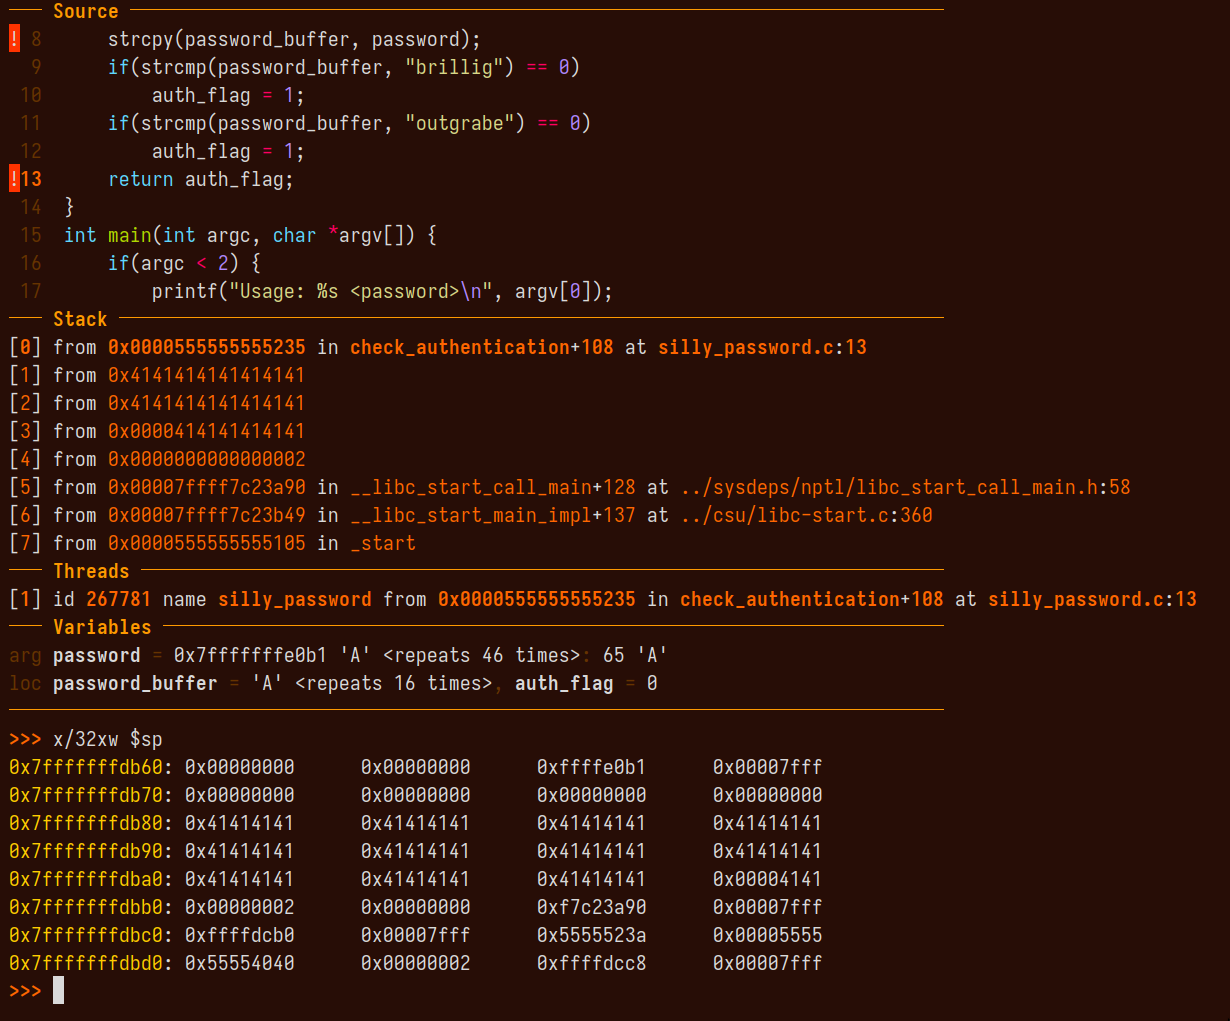 Source
! 8 strcpy(password_buffer, password);
9 if(strcmp(password_buffer, "brillig") == 0)
10 auth_flag = 1;
11 if(strcmp(password_buffer, "outgrabe") == 0)
12 auth_flag = 1;
!13 return auth_flag;
14 }
15 int main(int argc, char *argv[]) {
16 if(argc < 2) {
17 printf("Usage: %s <password>\n", argv[0]);
Stack
[0] from 0x0000555555555235 in check_authentication+108 at silly_password.c:13
[1] from 0x4141414141414141
[2] from 0x4141414141414141
[3] from 0x0000414141414141
[4] from 0x0000000000000002
[5] from 0x00007ffff7c23a90 in __libc_start_call_main+128 at ../sysdeps/nptl/libc_start_call_main.h:58
[6] from 0x00007ffff7c23b49 in __libc_start_main_impl+137 at ../csu/libc-start.c:360
[7] from 0x0000555555555105 in _start
Threads
[1] id 267781 name silly_password from 0x0000555555555235 in check_authentication+108 at silly_password.c:13
Variables
arg password = 0x7fffffffe0b1 'A' <repeats 46 times>: 65 'A'
loc password_buffer = 'A' <repeats 16 times>, auth_flag = 0
>>> x/32xw $sp
0x7fffffffdb60: 0x00000000 0x00000000 0xffffe0b1 0x00007fff
0x7fffffffdb70: 0x00000000 0x00000000 0x00000000 0x00000000
0x7fffffffdb80: 0x41414141 0x41414141 0x41414141 0x41414141
0x7fffffffdb90: 0x41414141 0x41414141 0x41414141 0x41414141
0x7fffffffdba0: 0x41414141 0x41414141 0x41414141 0x00004141
0x7fffffffdbb0: 0x00000002 0x00000000 0xf7c23a90 0x00007fff
0x7fffffffdbc0: 0xffffdcb0 0x00007fff 0x5555523a 0x00005555
0x7fffffffdbd0: 0x55554040 0x00000002 0xffffdcc8 0x00007fff
>>>